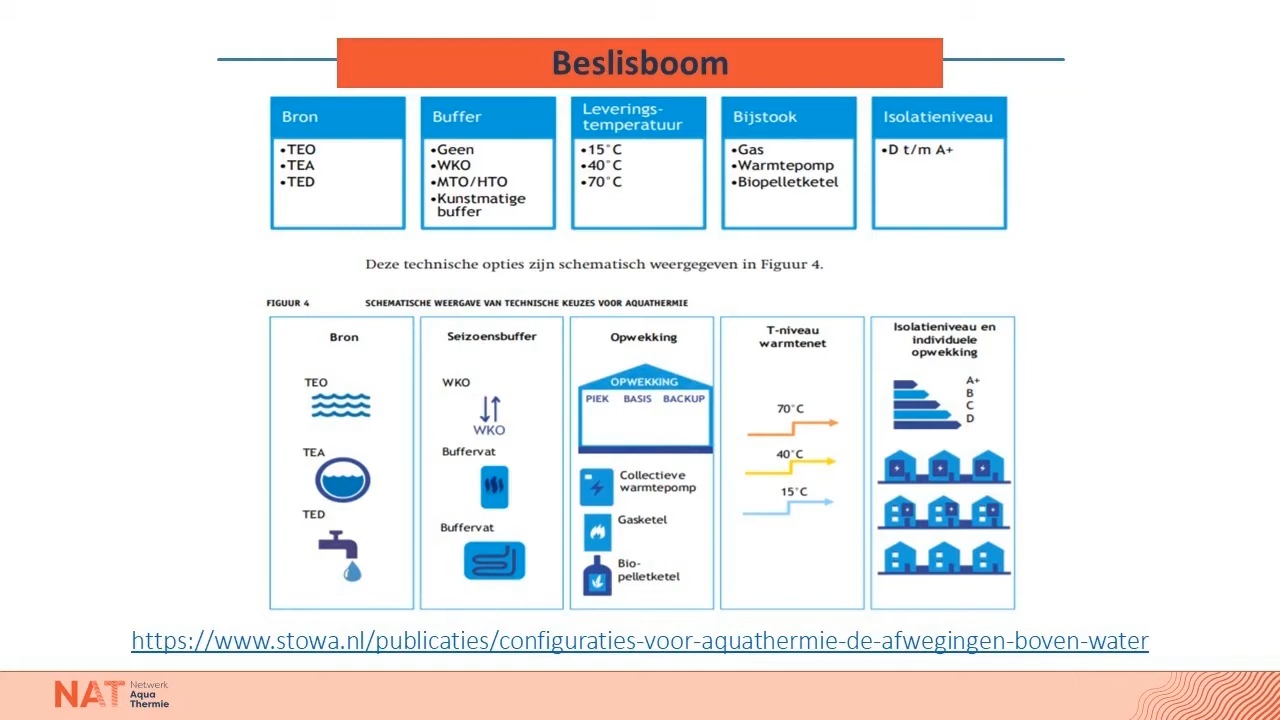 Beslisboom
Bron
•TEO
•TEA
•TED
Buffer
•Geen
•WKO
•MTO/HTO
•Kunstmatige
buffer
Leverings-
temperatuur
•15°C
•40°C
•70°C
Bijstook
•Gas
•Warmtepomp
•Biopelletketel
Isolatieniveau
•D t/m A+
Deze technische opties zijn schematisch weergegeven in Figuur 4.
FIGUUR 4 SCHEMATISCHE WEERGAVE VAN TECHNISCHE KEUZES VOOR AQUATHERMIE
Bron
TEO
TEA
TED
Seizoensbuffer
WKO
WKO
Buffervat
Buffervat
Opwekking
OPWEKKING
PIEK BASIS BACKUP
Collectieve
warmtepomp
Gasketel
Bio-
pelletketel
T-niveau
warmtenet
70°C
40°C
15°C
Isolatieniveau en
individuele
opwekking
A+
B
C
D
https://www.stowa.nl/publicaties/configuraties-voor-aquathermie-de-afwegingen-boven-water
NAT
Netwerk
Aqua
Thermie